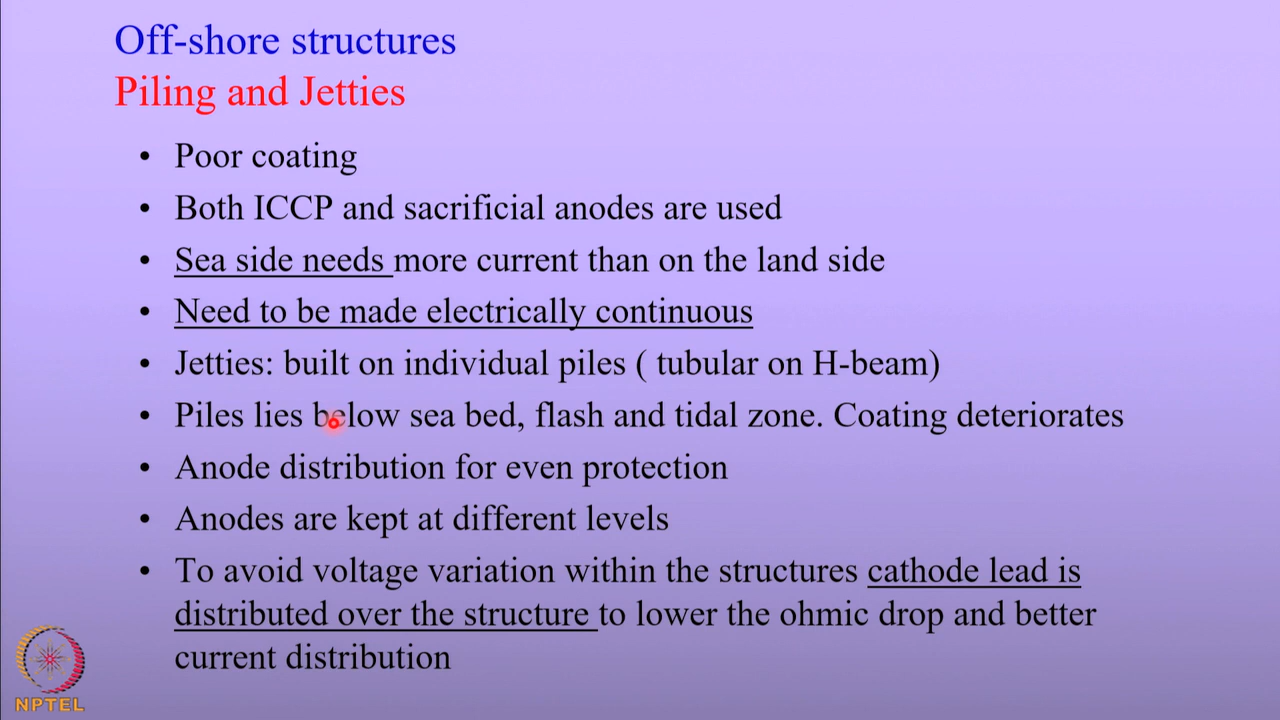 Off-shore structures
Piling and Jetties
• Poor coating
• Both ICCP and sacrificial anodes are used
• Sea side needs more current than on the land side
• Need to be made electrically continuous
• Jetties: built on individual piles ( tubular on H-beam)
• Piles lies below sea bed, flash and tidal zone. Coating deteriorates
• Anode distribution for even protection
• Anodes are kept at different levels
• To avoid voltage variation within the structures cathode lead is
distributed over the structure to lower the ohmic drop and better
current distribution
NPTEL